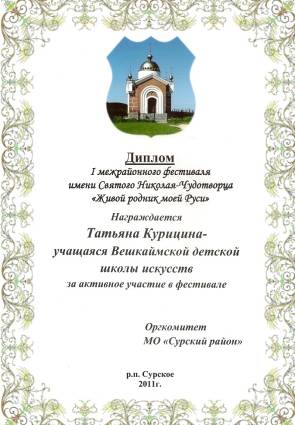 Диплом
I межрайонного фестиваля
имени Святого Николая-Чудотворца
«Живой родник моей Руси»
Награждается
Татьяна Курицина-
учащаяся Вешкаймской детской
школы искусств
за активное участие в фестивале
Оргкомитет
МО «Сурский район»
р.п. Сурское
2011г.